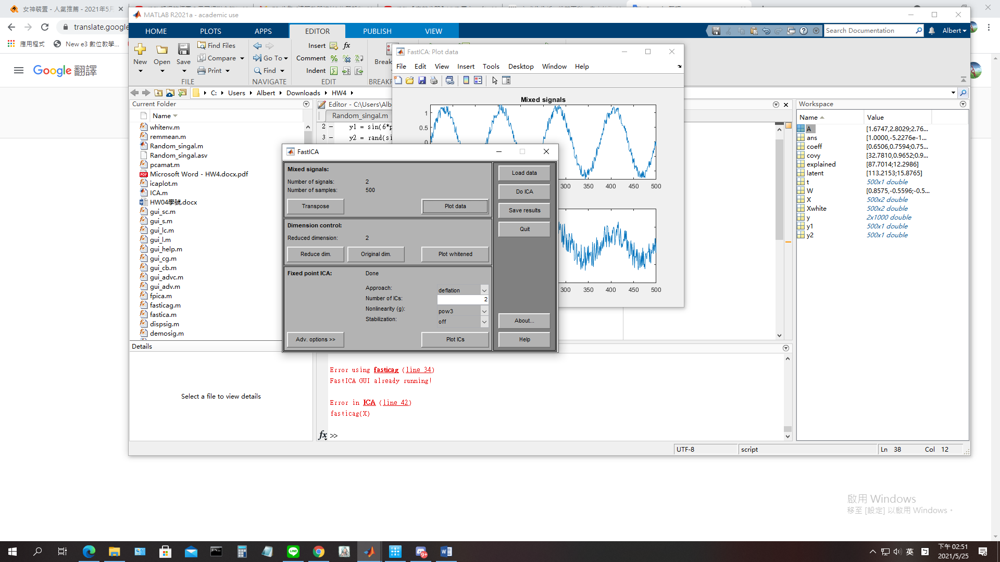 女神裝置 - 人氣推薦 - 2021年5月
translate.google
應用程式
New e3 數位教學...
Google 翻譯
MATLAB R2021a - academic use
HOME PLOTS APPS EDITOR PUBLISH VIEW
Search Documentation
Albert
New Open Save
Find Files
Compare
Print
FILE
Go To
Find
NAVIGATE
Insert
Comment
Indent
EDIT
Break
BREAKP
C: Users Albert Downloads HW4
Current Folder
Name
whitenv.m
remmean.m
Random_singal.m
Random_singal.asv
pcamat.m
Microsoft Word - HW4.docx.pdf
icaplot.m
ICA.m
HW04學號.docx
gui_sc.m
gui_s.m
gui_lc.m
gui_l.m
gui_help.m
gui_cg.m
gui_cb.m
gui_advc.m
gui_adv.m
fpica.m
fasticag.m
fastica.m
dispsig.m
demosig.m
Details
Select a file to view details
Editor - C:\Users\Alb
Random_singal.m
2 - y1 = sin(6*p
3 - y2 = rand(si
FastICA: Plot data
File Edit View Insert Tools Desktop Window Help
Mixed signals
1
0.5
0
300 350 400 450 500
300 350 400 450 500
FastICA
Mixed signals:
Number of signals: 2
Number of samples: 500
Transpose
Plot data
Dimension control:
Reduced dimension: 2
Reduce dim.
Original dim.
Plot whitened
Fixed point ICA: Done
Approach: deflation
Number of ICs: 2
Nonlinearity (g): pow3
Stabilization: off
Adv. options >>
Plot ICs
Load data
Do ICA
Save results
Quit
About...
Help
Error using fasticag (line 34)
FastICA GUI already running!
Error in ICA (line 42)
fasticag(X)
fx >>
Workspace
Name Value
A [1.6747,2.8029;2.76...
ans [1.0000,-5.2276e-1...
coeff [0.6506,0.7594;0.75...
covy [32.7810,0.9652;0.9...
explained [87.7014;12.2986]
latent [113.2153;15.8765]
t 500x1 double
W [0.8575,-0.5596;-0.5...
X 500x2 double
Xwhite 500x2 double
y 2x1000 double
y1 500x1 double
y2 500x1 double
UTF-8
script
Ln 38 Col 12
啟用 Windows
移至 [設定] 以啟用 Windows。
英
下午 02:51
2021/5/25